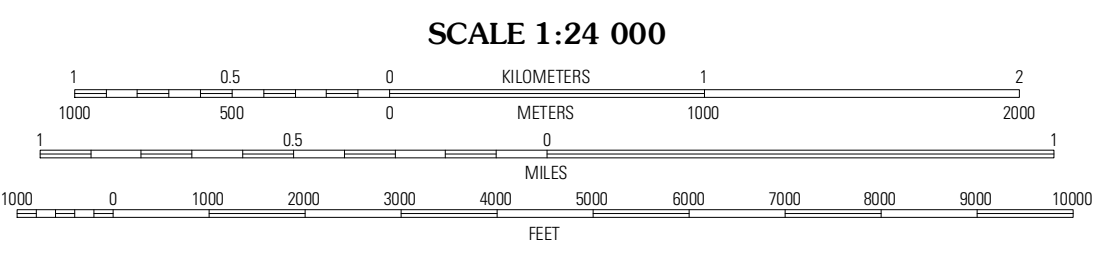 SCALE 1:24 000
1 0.5 0 KILOMETERS 1 2
1000 500 0 METERS 1000 2000
1 0.5 0 1
MILES
1000 0 1000 2000 3000 4000 5000 6000 7000 8000 9000 10000
FEET